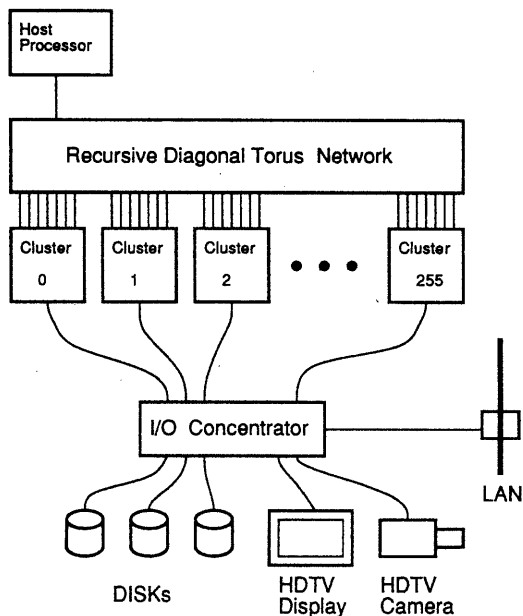 Host
Processor
Recursive Diagonal Torus Network
Cluster
0
Cluster
1
Cluster
2
Cluster
255
I/O Concentrator
LAN
DISKs
HDTV
Display
HDTV
Camera